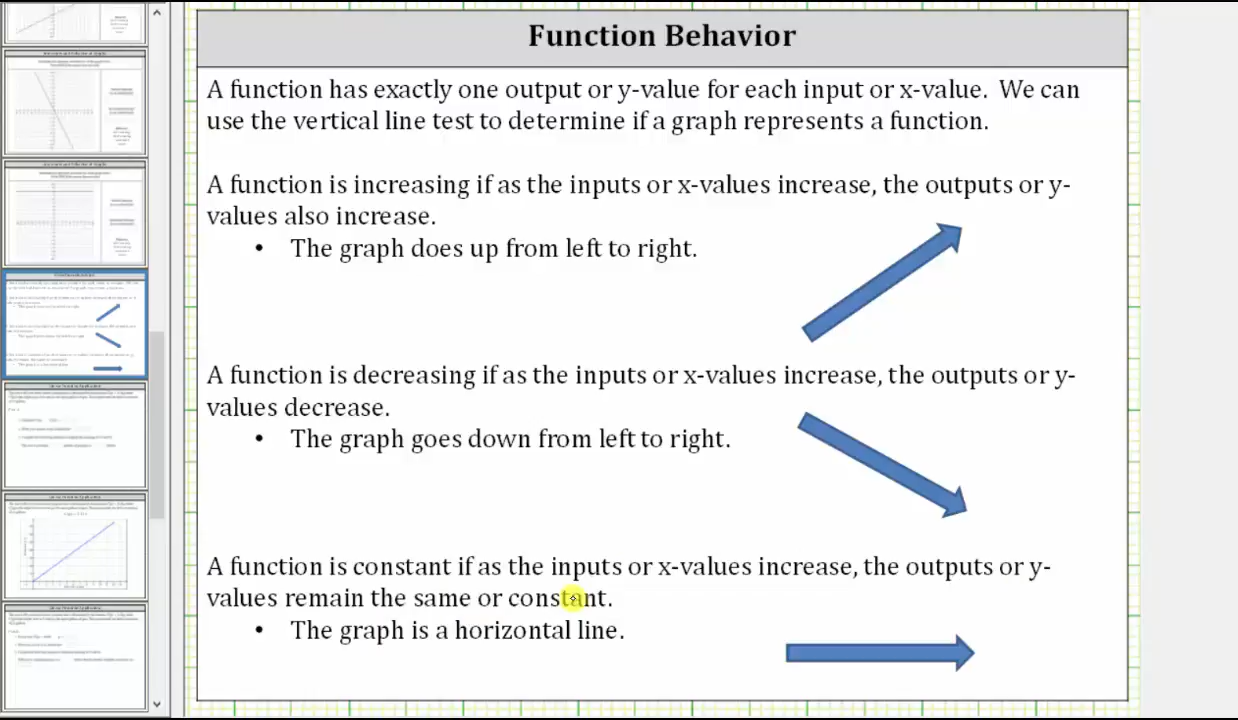 Function Behavior
A function has exactly one output or y-value for each input or x-value. We can
use the vertical line test to determine if a graph represents a function.
A function is increasing if as the inputs or x-values increase, the outputs or y-
values also increase.
• The graph does up from left to right.
A function is decreasing if as the inputs or x-values increase, the outputs or y-
values decrease.
• The graph goes down from left to right.
A function is constant if as the inputs or x-values increase, the outputs or y-
values remain the same or constant.
• The graph is a horizontal line.